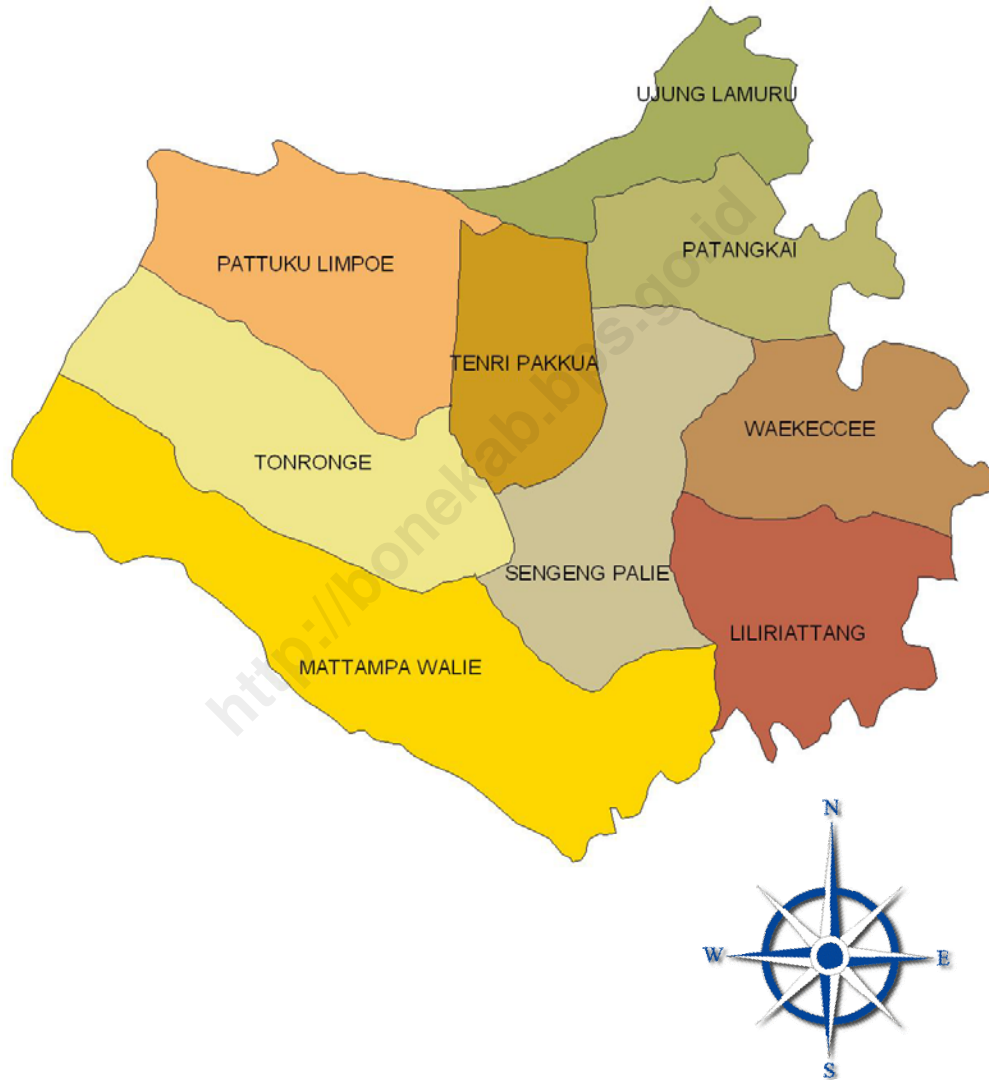 UJUNG LAMURU
PATANGKAI
PATTUKU LIMPOE
TENRI PAKKUA
WAEKECCEE
TONRONGE
SENGENG PALIE
LILIRIATTANG
MATTAMPA WALIE
http://bonekab.bps.go.id
N
W
E
S